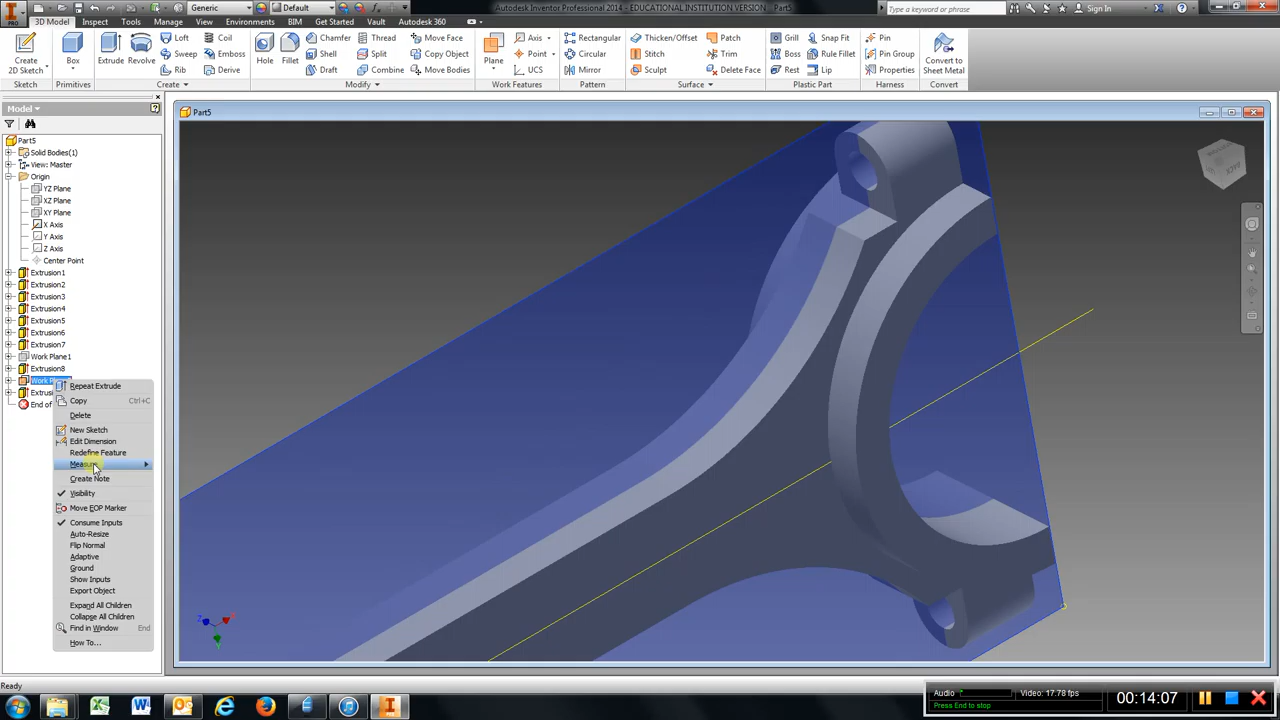 Generic
Default
Autodesk Inventor Professional 2014 - EDUCATIONAL INSTITUTION VERSION
Part5
Type a keyword or phrase
Sign In
PRO
3D Model
Inspect
Tools
Manage
View
Environments
BIM
Get Started
Vault
Autodesk 360
Create
2D Sketch
Box
Extrude
Revolve
Loft
Sweep
Rib
Coil
Emboss
Derive
Hole
Fillet
Chamfer
Shell
Draft
Thread
Split
Combine
Move Face
Copy Object
Move Bodies
Plane
Axis
Point
UCS
Rectangular
Circular
Mirror
Thicken/Offset
Stitch
Sculpt
Patch
Trim
Delete Face
Grill
Boss
Rest
Snap Fit
Rule Fillet
Lip
Pin
Pin Group
Properties
Convert to
Sheet Metal
Sketch
Primitives
Create
Modify
Work Features
Pattern
Surface
Plastic Part
Harness
Convert
Model
Part5
Part5
Solid Bodies(1)
View: Master
Origin
YZ Plane
XZ Plane
XY Plane
X Axis
Y Axis
Z Axis
Center Point
Extrusion1
Extrusion2
Extrusion3
Extrusion4
Extrusion5
Extrusion6
Extrusion7
Work Plane1
Extrusion8
Work Pl
Extrusi
End of
Repeat Extrude
Copy Ctrl+C
Delete
New Sketch
Edit Dimension
Redefine Feature
Measure
Create Note
Visibility
Move EOP Marker
Consume Inputs
Auto-Resize
Flip Normal
Adaptive
Ground
Show Inputs
Export Object
Expand All Children
Collapse All Children
Find in Window End
How To...
BACK
Z
X
Y
Ready
Audio
Video: 17.78 fps
Press End to stop
00:14:07